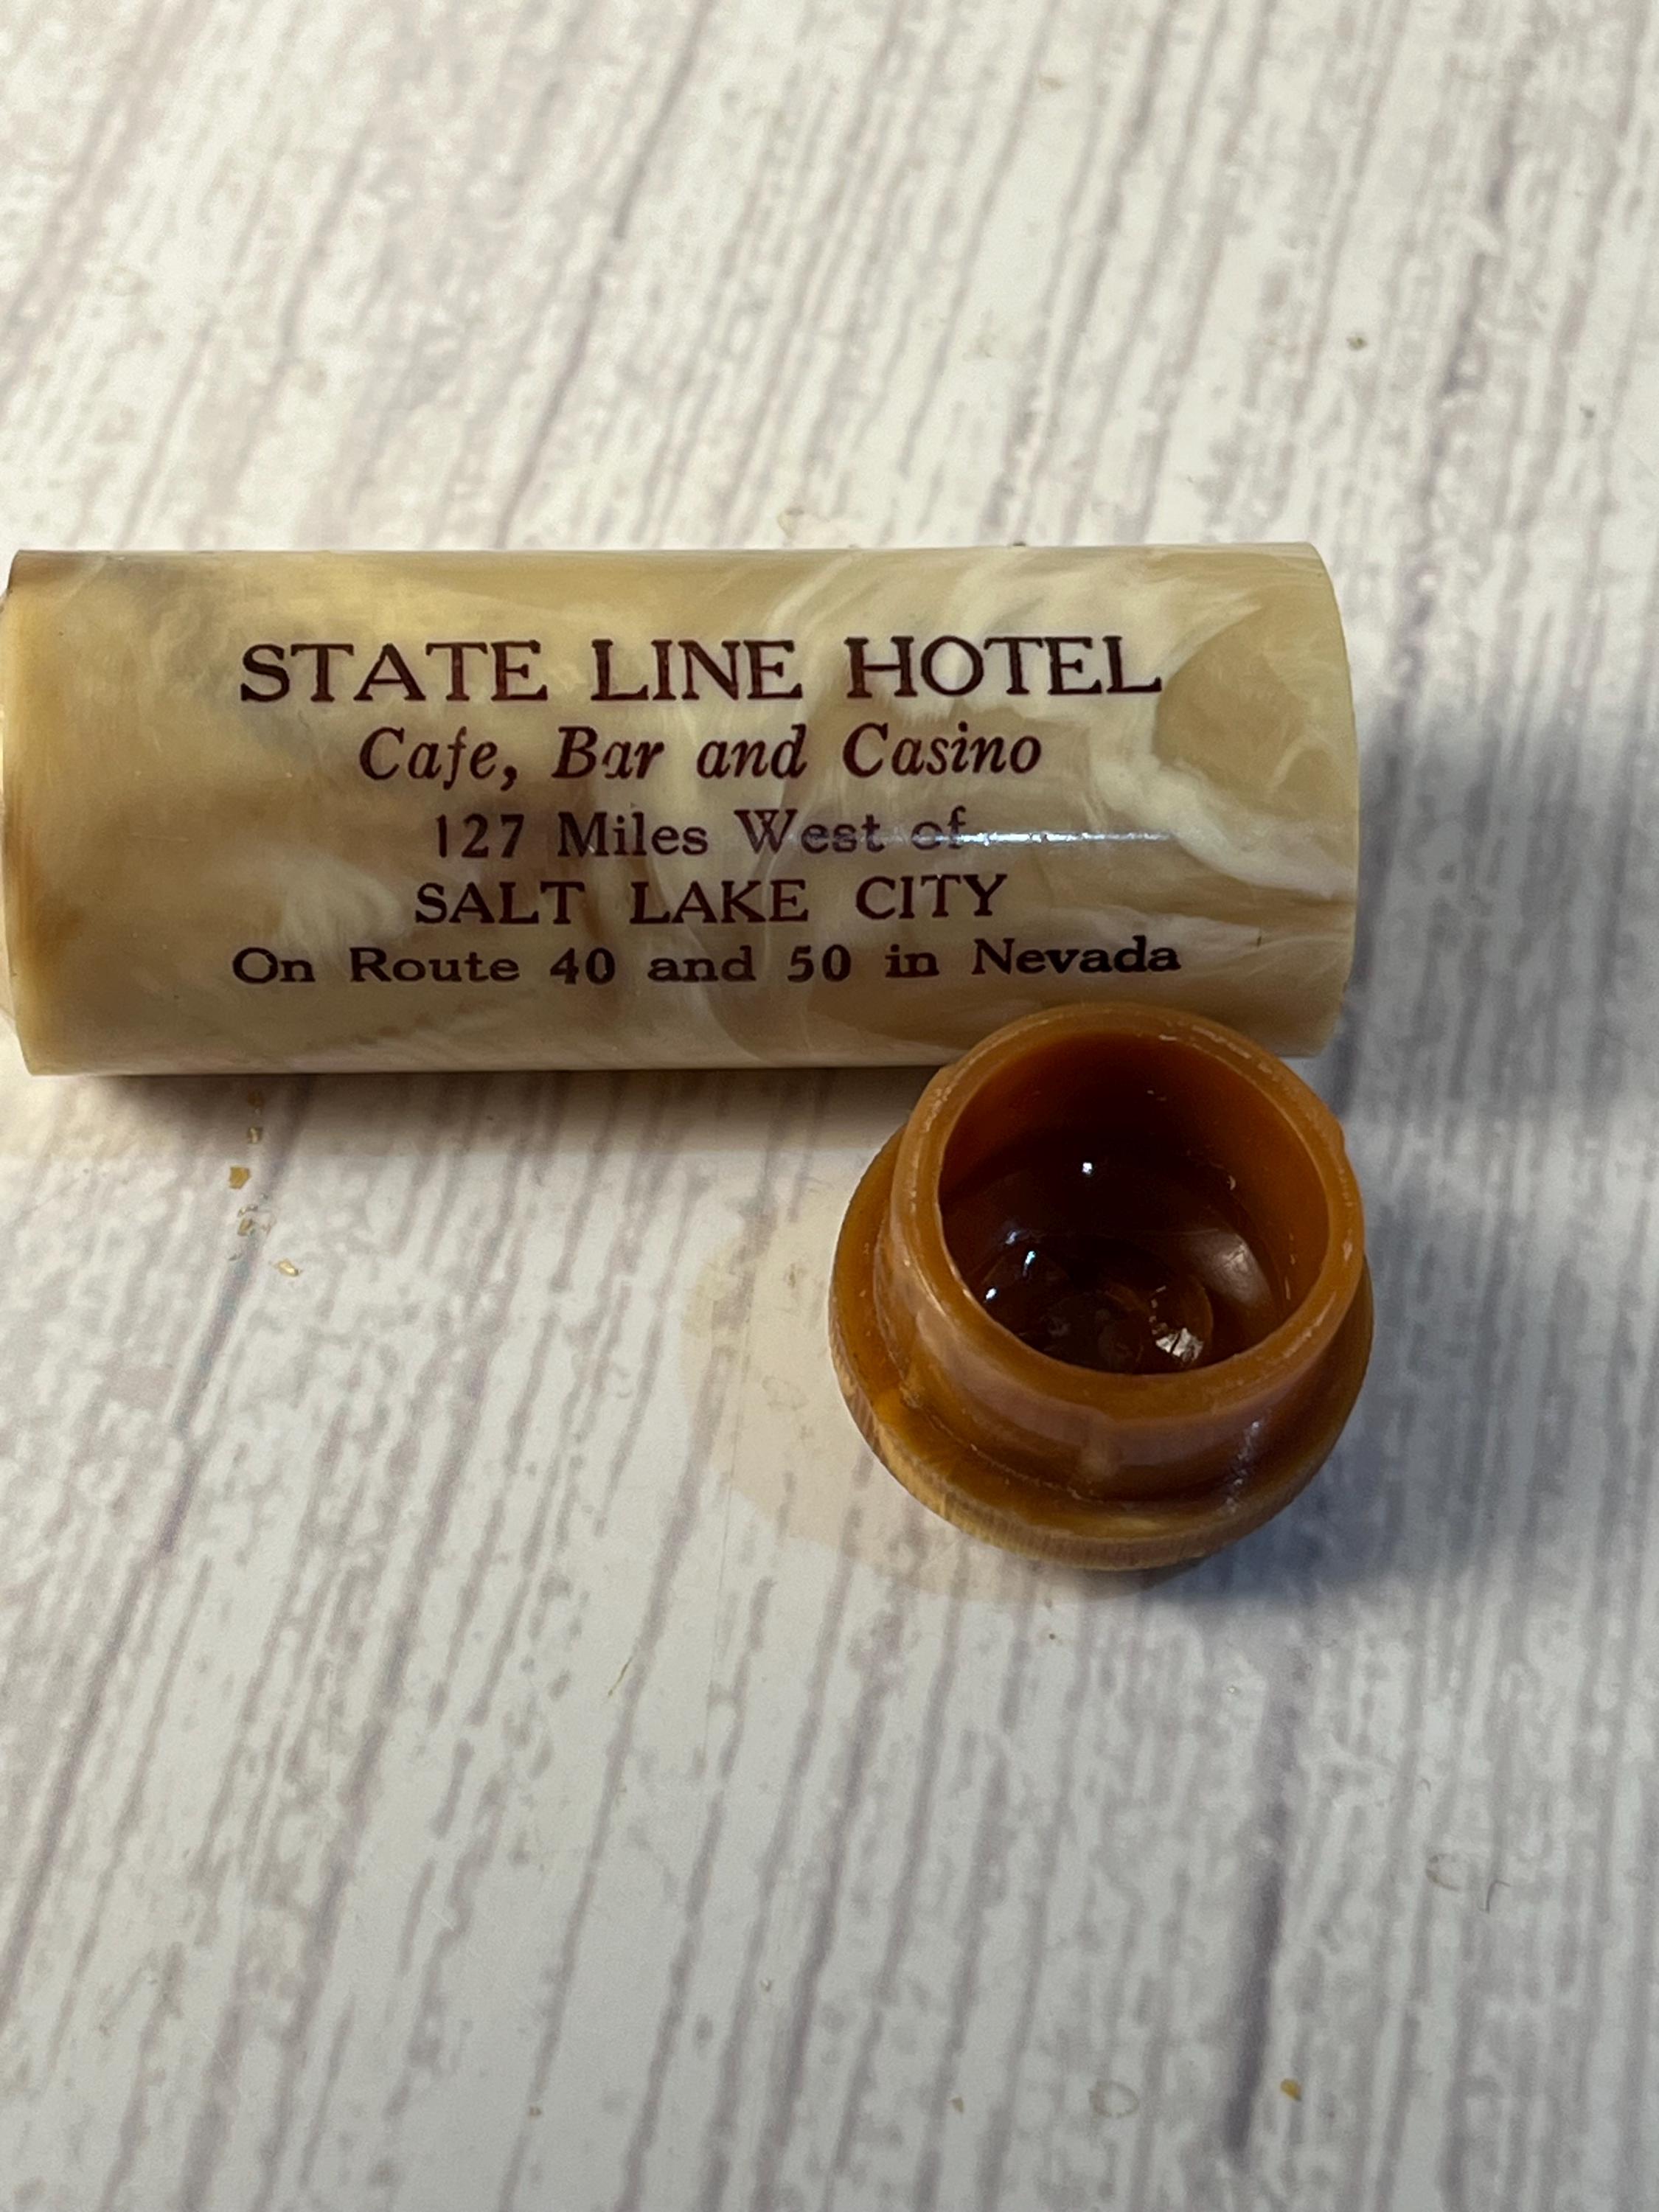 STATE LINE HOTEL
Cafe, Bar and Casino
127 Miles West of
SALT LAKE CITY
On Route 40 and 50 in Nevada